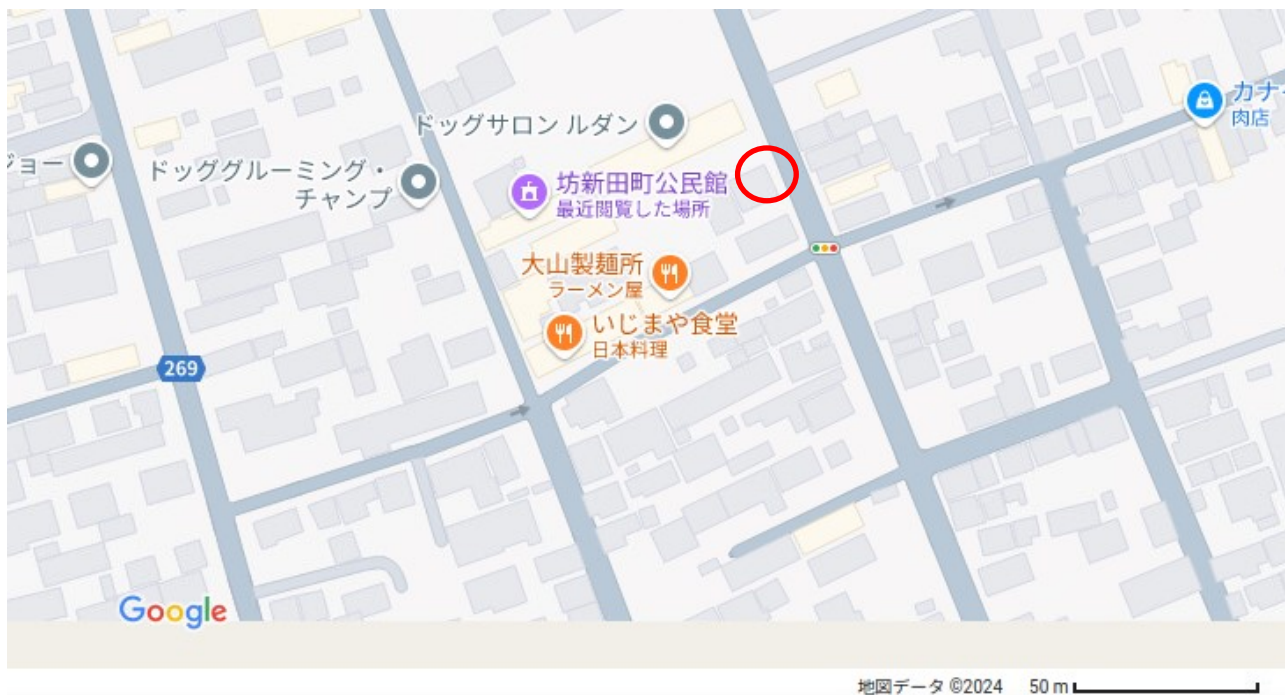 カナ
肉店
ドッグサロン ルダン
ジョー
ドッググルーミング・
チャンプ
坊新田町公民館
最近閲覧した場所
大山製麺所
ラーメン屋
いじまや食堂
日本料理
269
Google
地図データ ©2024 50 m